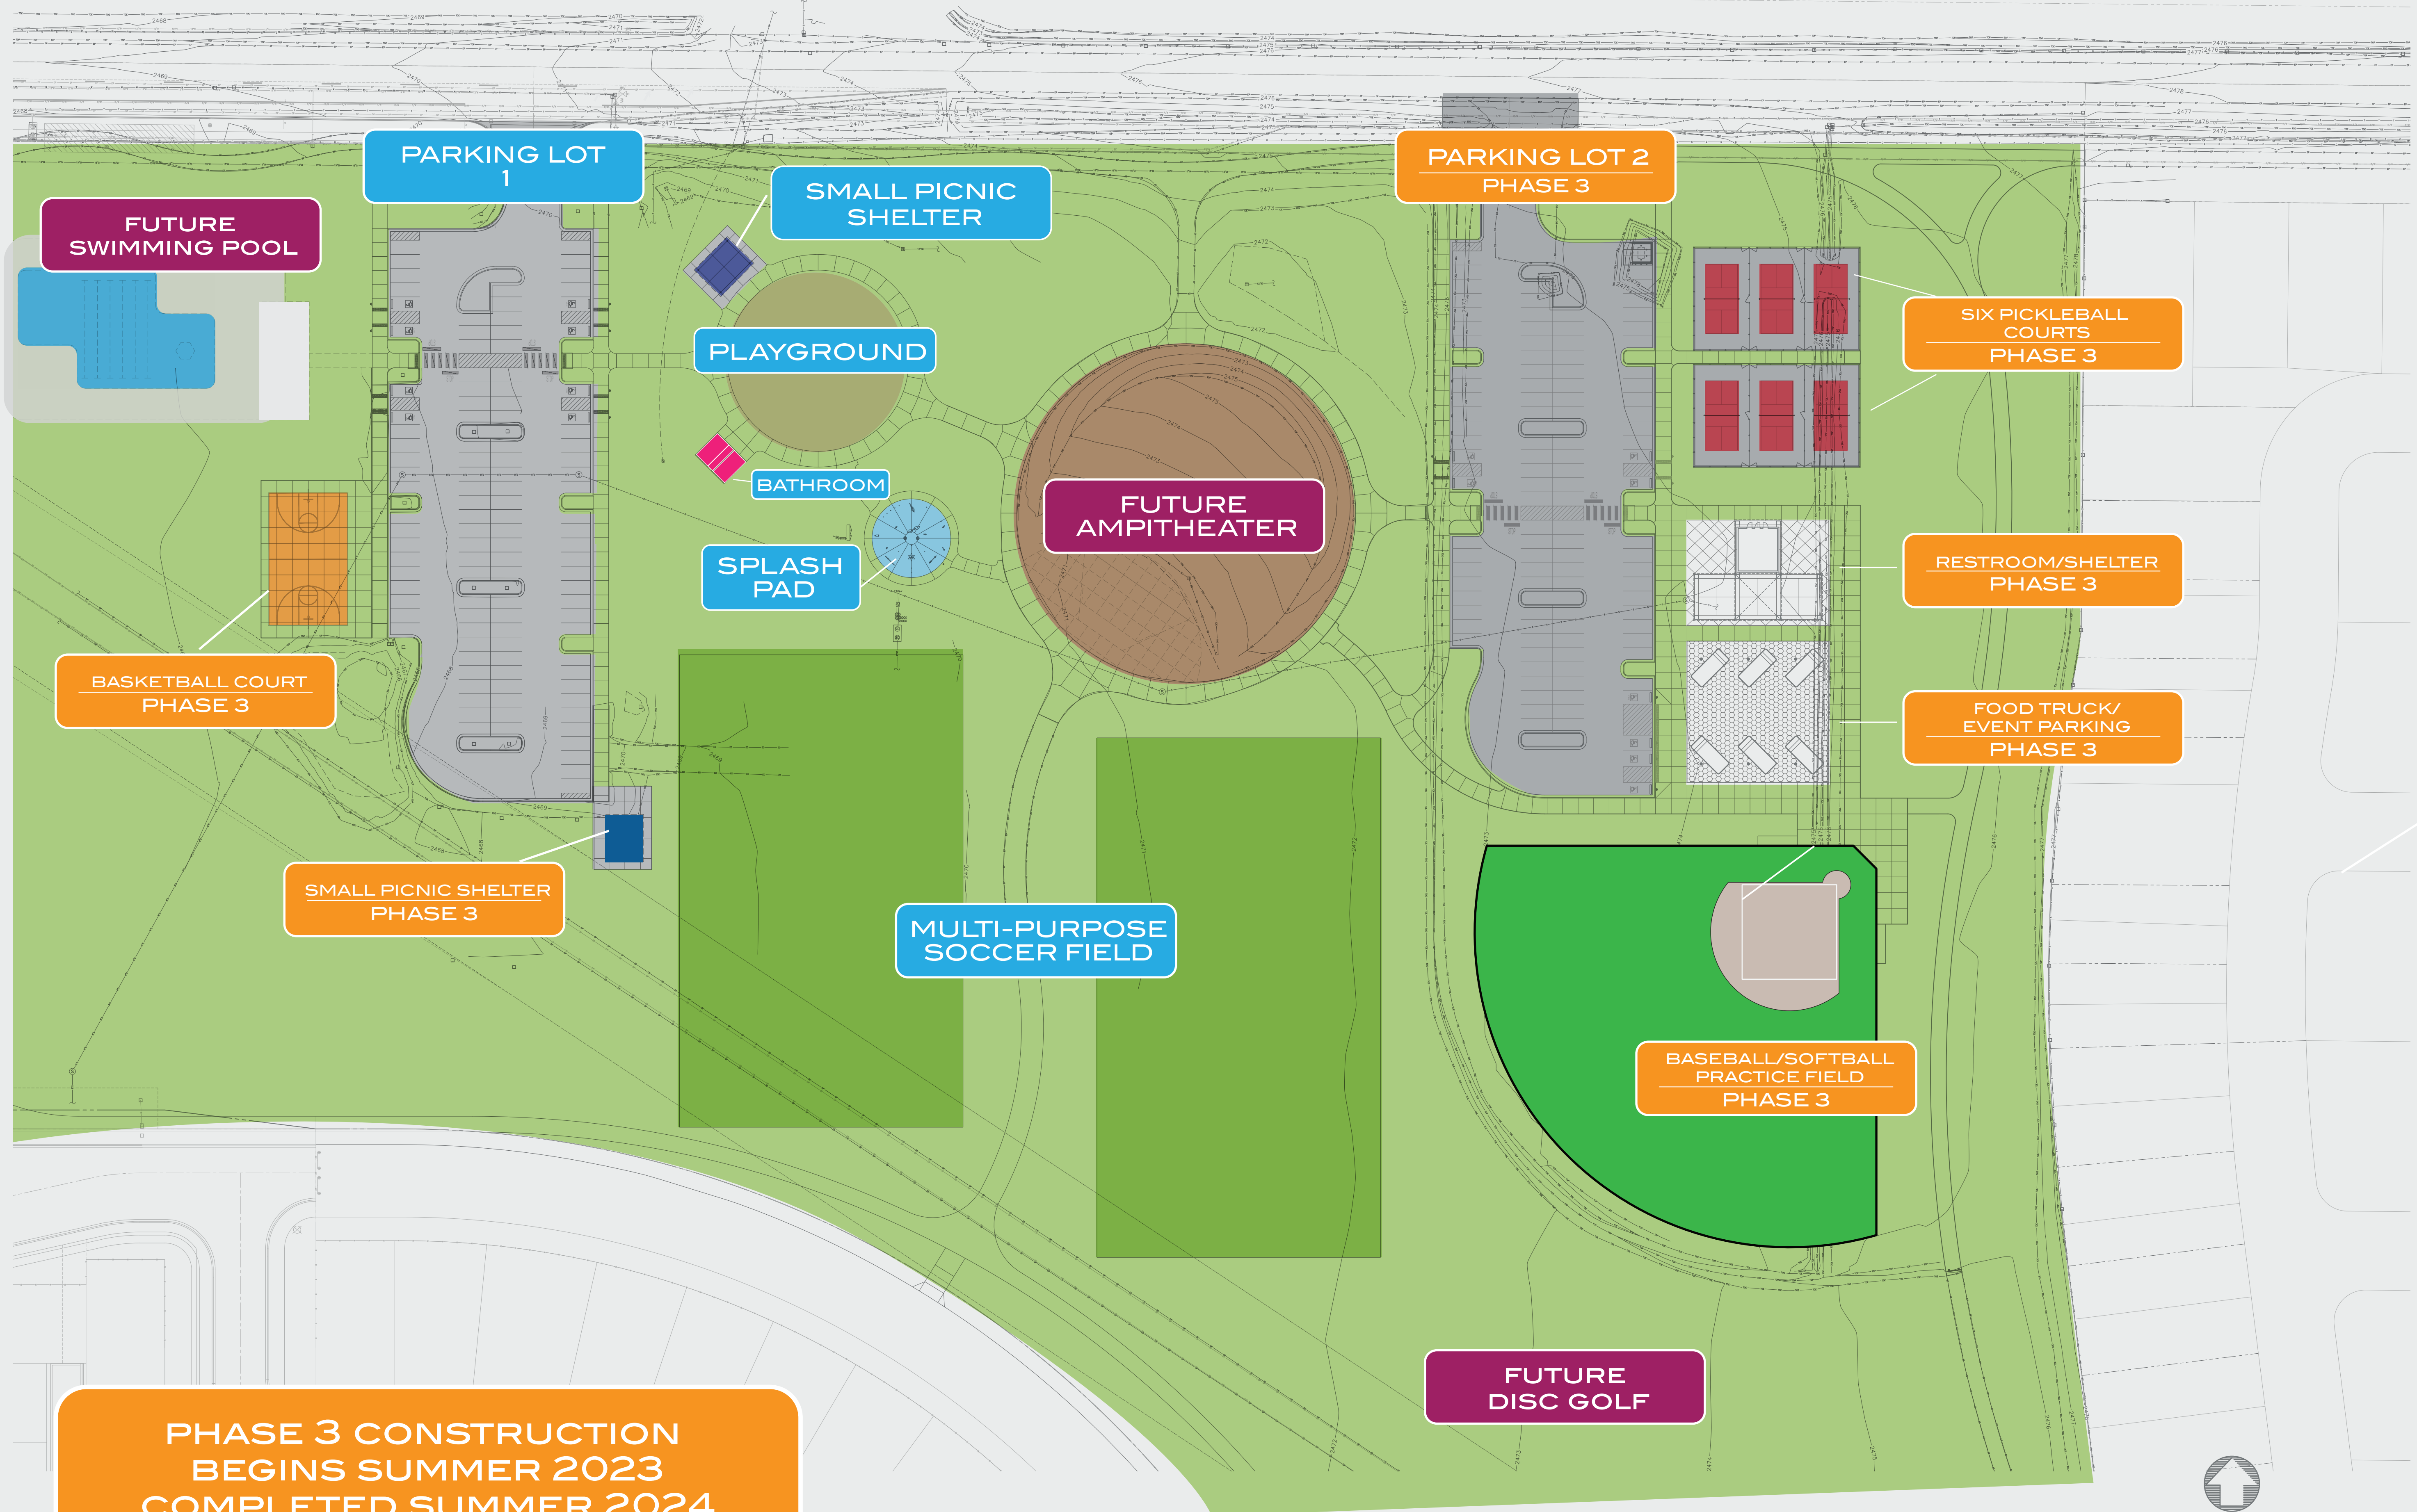 PARKING LOT
1
SMALL PICNIC
SHELTER
PARKING LOT 2
PHASE 3
FUTURE
SWIMMING POOL
PLAYGROUND
SIX PICKLEBALL
COURTS
PHASE 3
BATHROOM
FUTURE
AMPITHEATER
SPLASH
PAD
RESTROOM/SHELTER
PHASE 3
BASKETBALL COURT
PHASE 3
FOOD TRUCK/
EVENT PARKING
PHASE 3
SMALL PICNIC SHELTER
PHASE 3
MULTI-PURPOSE
SOCCER FIELD
BASEBALL/SOFTBALL
PRACTICE FIELD
PHASE 3
FUTURE
DISC GOLF
PHASE 3 CONSTRUCTION
BEGINS SUMMER 2023
COMPLETED SUMMER 2024